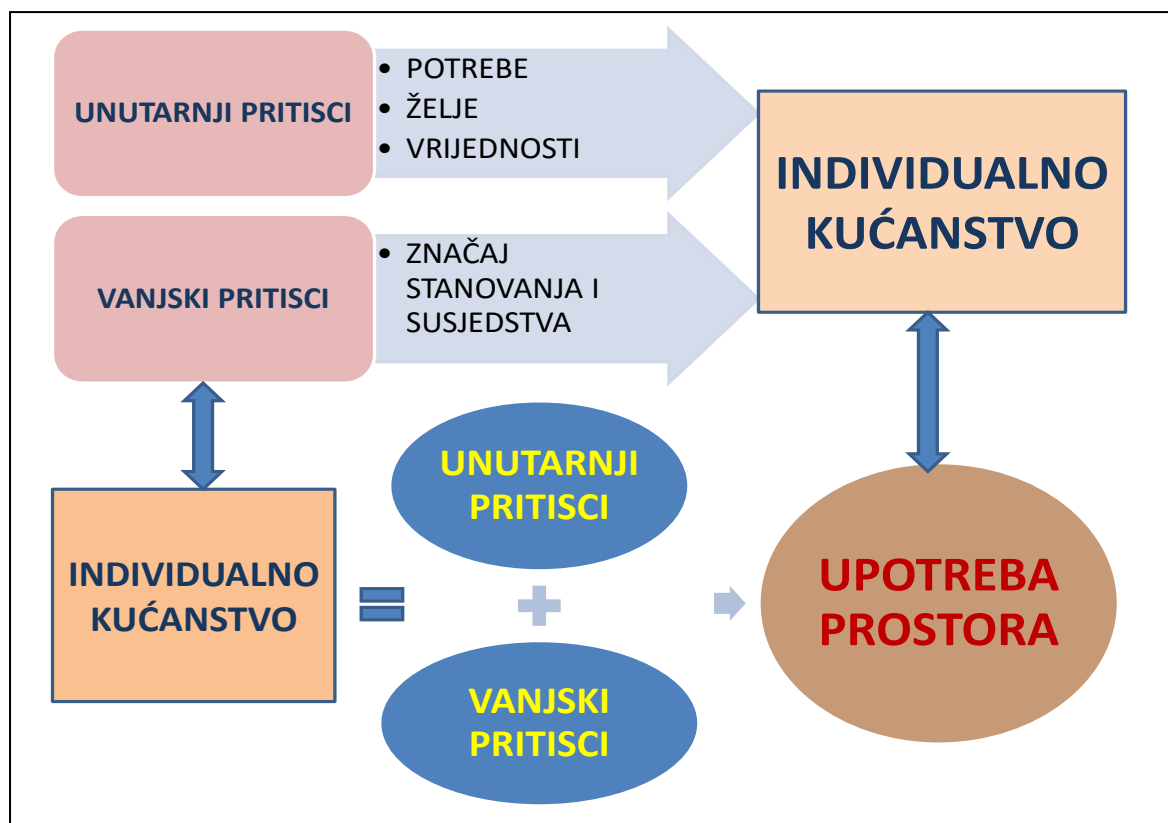 UNUTARNJI PRITISCI
• POTREBE
• ŽELJE
• VRIJEDNOSTI
INDIVIDUALNO
KUĆANSTVO
VANJSKI PRITISCI
• ZNAČAJ
STANOVANJA I
SUSJEDSTVA
INDIVIDUALNO
KUĆANSTVO
=
UNUTARNJI
PRITISCI
+
VANJSKI
PRITISCI
UPOTREBA
PROSTORA